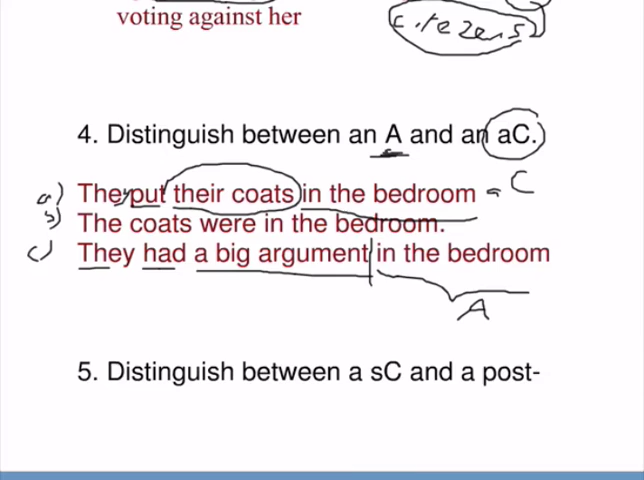 voting against her
citezens
4. Distinguish between an A and an aC.
a) They put their coats in the bedroom = C
b) The coats were in the bedroom.
c) They had a big argument in the bedroom
A
5. Distinguish between a sC and a post-